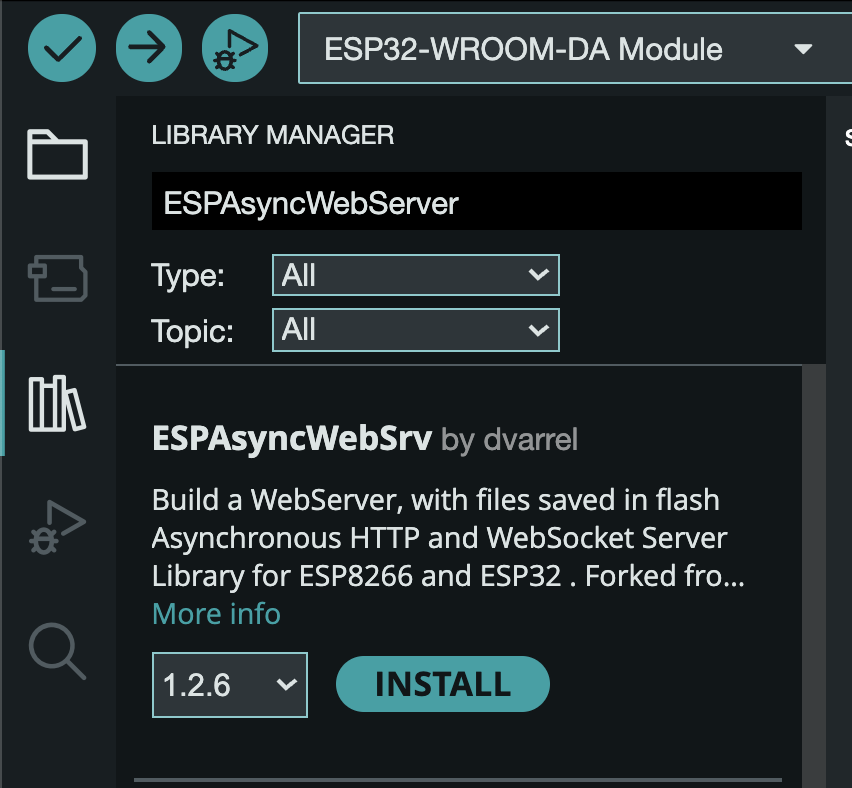 ESP32-WROOM-DA Module
LIBRARY MANAGER
ESPAsyncWebServer
Type: All
Topic: All
ESPAsyncWebSrv by dvarrel
Build a WebServer, with files saved in flash
Asynchronous HTTP and WebSocket Server
Library for ESP8266 and ESP32 . Forked fro...
More info
1.2.6 INSTALL